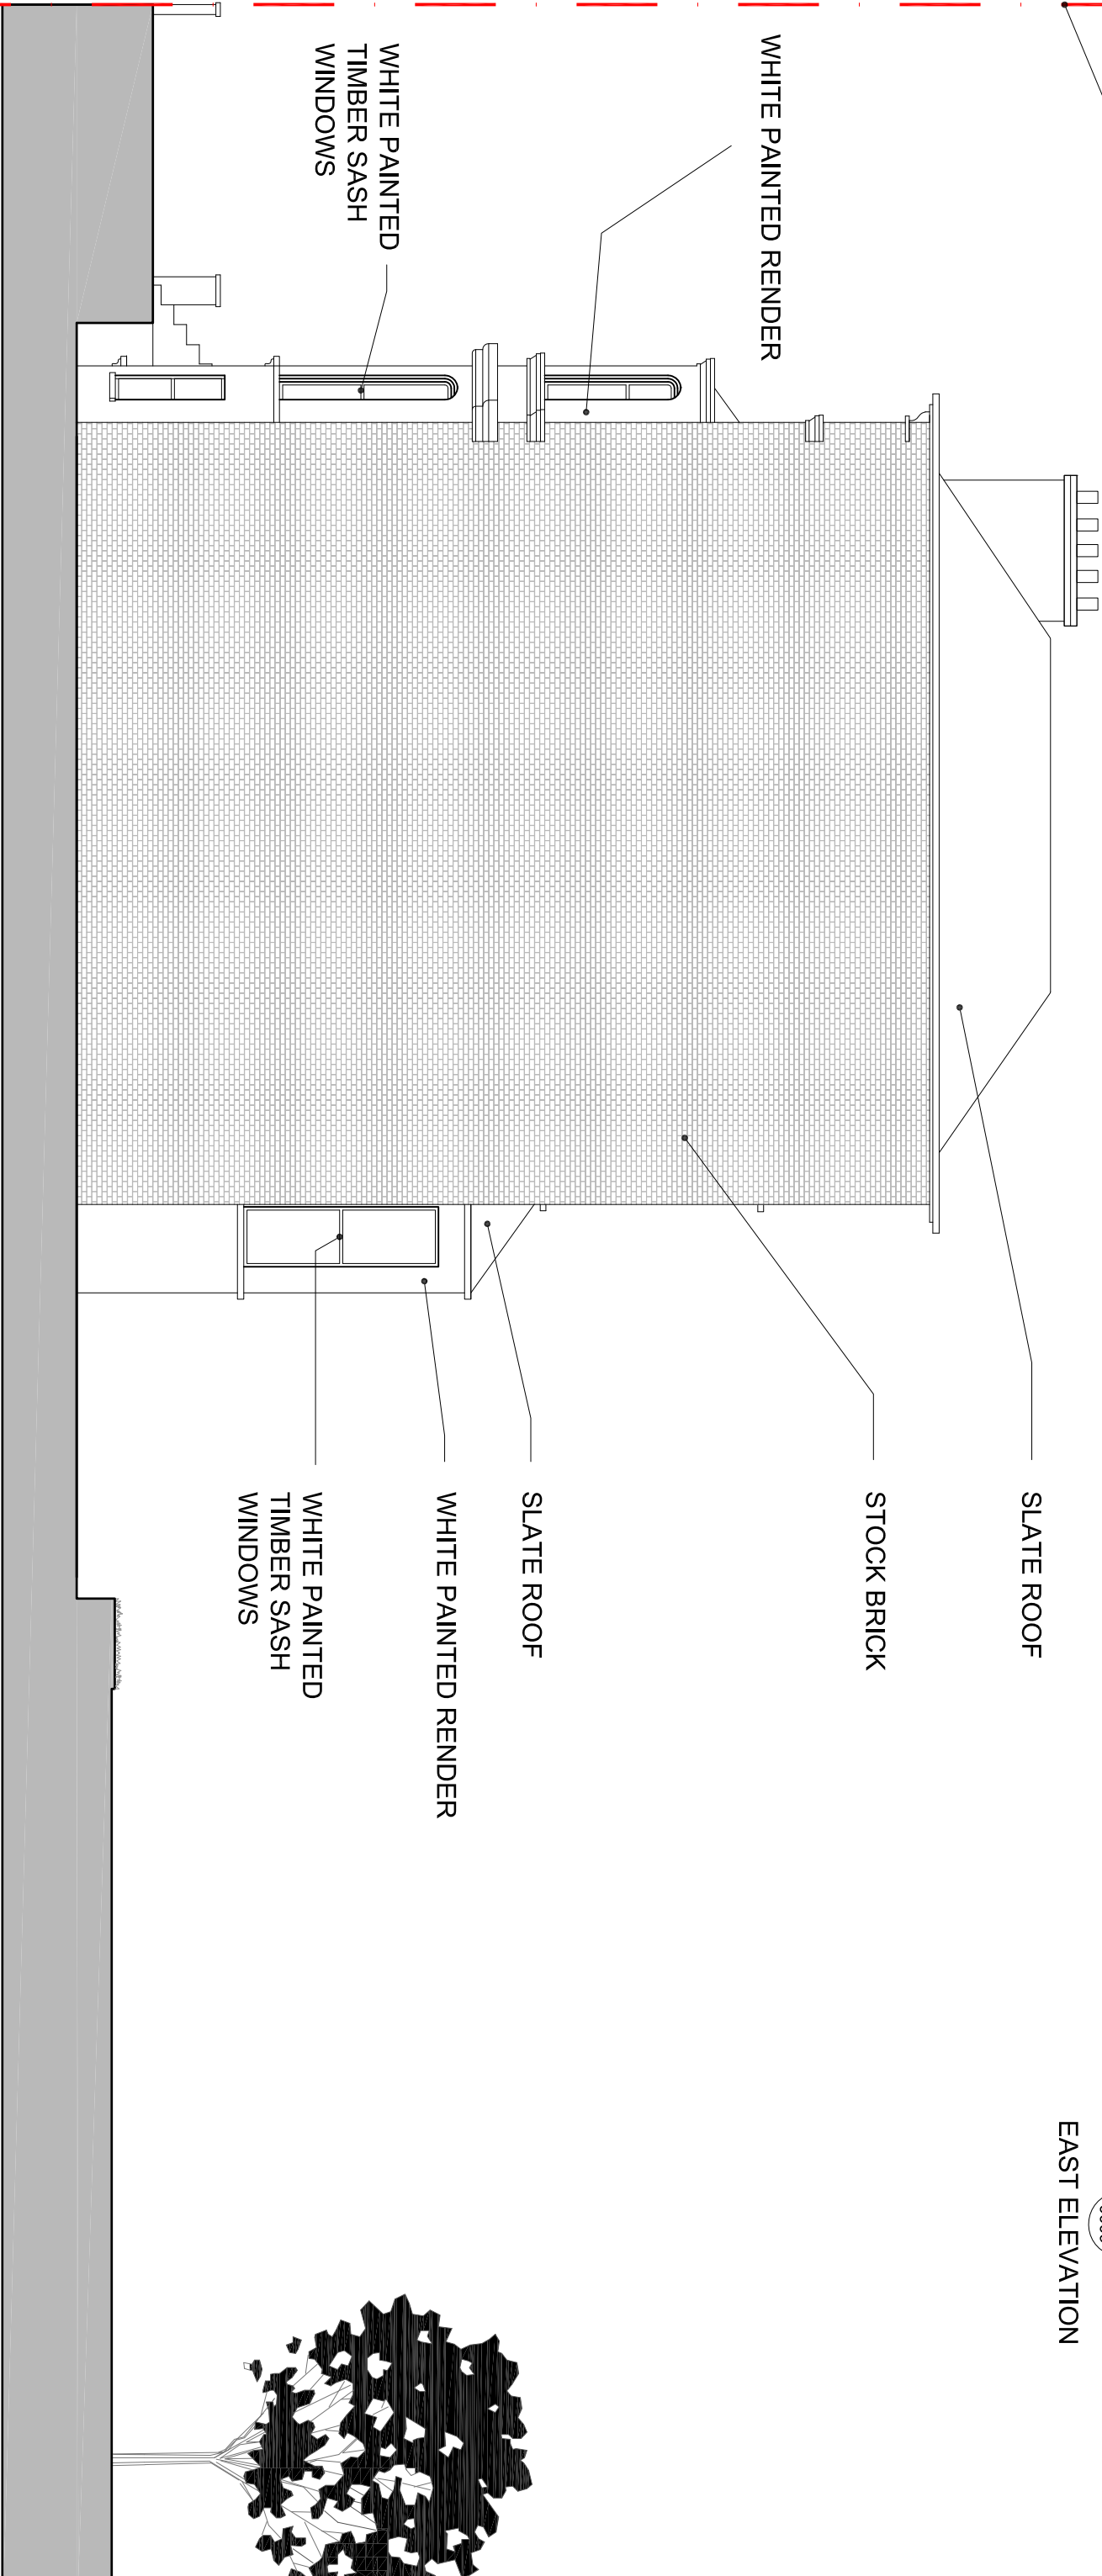 WHITE PAINTED RENDER
WHITE PAINTED
TIMBER SASH
WINDOWS
SLATE ROOF
STOCK BRICK
SLATE ROOF
WHITE PAINTED RENDER
WHITE PAINTED
TIMBER SASH
WINDOWS
EAST ELEVATION